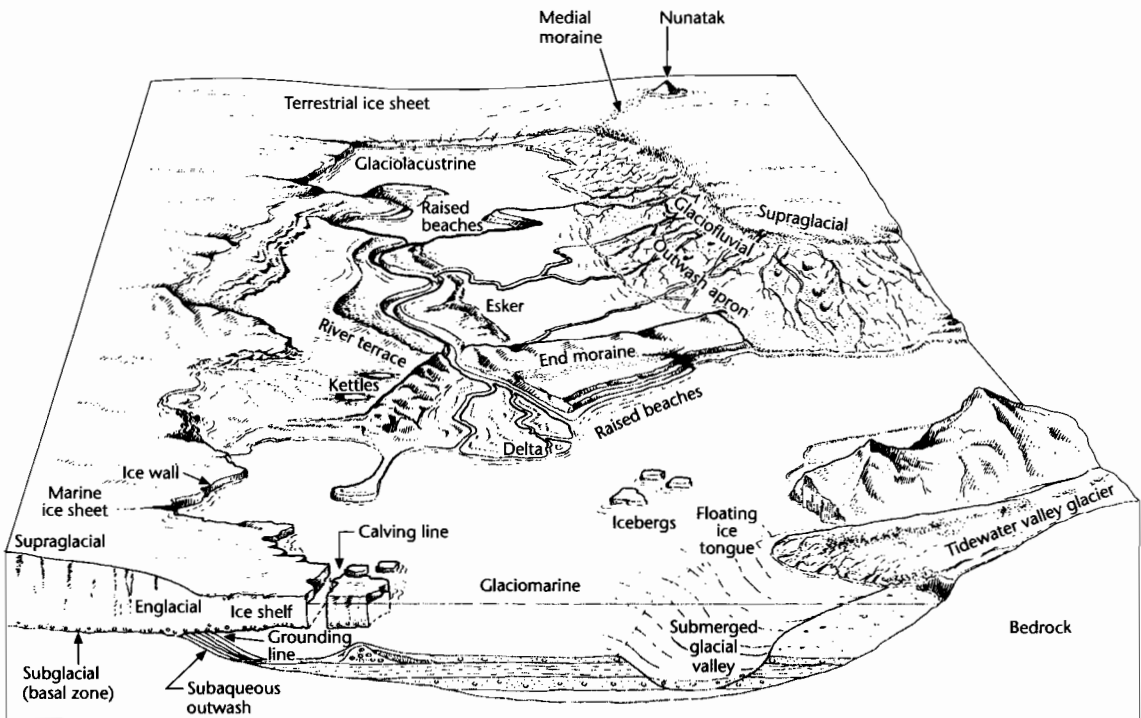 Medial
moraine
Nunatak
Terrestrial ice sheet
Glaciolacustrine
Raised
beaches
Glaciofluvial
Supraglacial
Outwash apron
Esker
River terrace
End moraine
Kettles
Raised beaches
Delta
Ice wall
Marine
ice sheet
Icebergs
Floating
ice
tongue
Tidewater valley glacier
Calving line
Supraglacial
Glaciomarine
Englacial
Ice shelf
Grounding
line
Submerged
glacial
valley
Bedrock
Subglacial
(basal zone)
Subaqueous
outwash